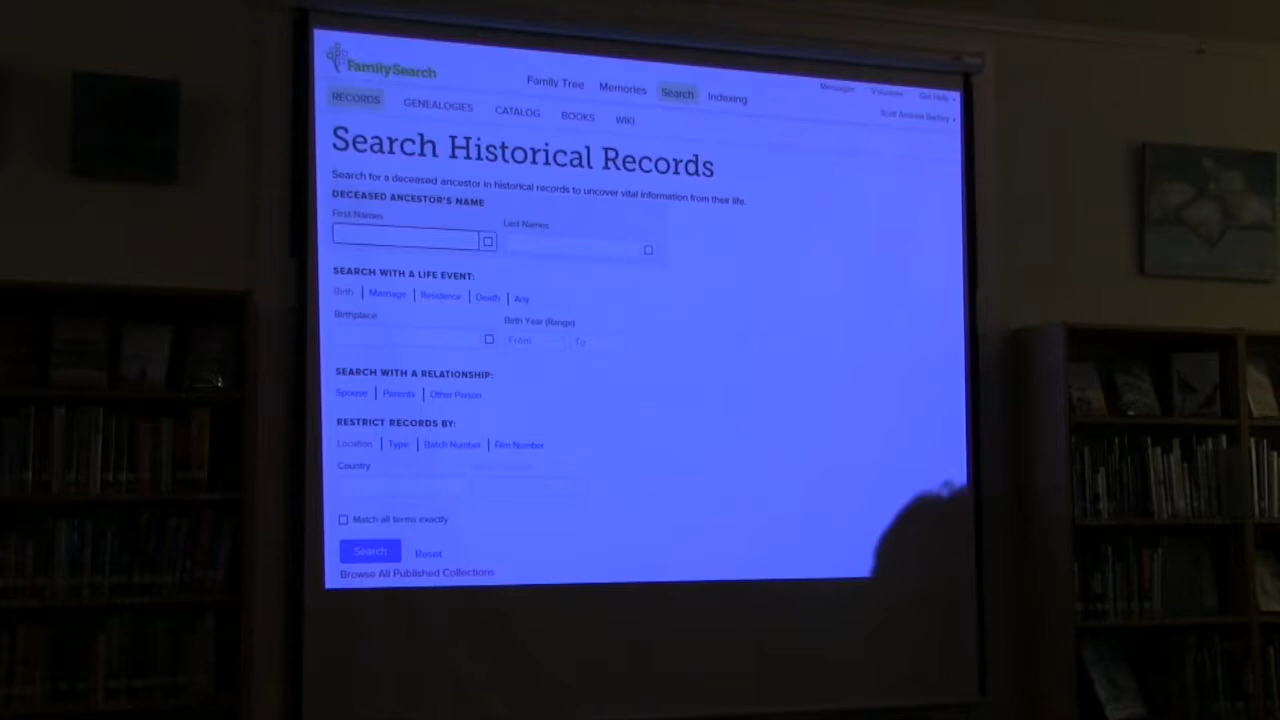 FamilySearch
Family Tree Memories Search Indexing
Messages Volunteer Get Help
RECORDS GENEALOGIES CATALOG BOOKS WIKI
Search Historical Records
Search for a deceased ancestor in historical records to uncover vital information from their life.
DECEASED ANCESTOR'S NAME
First Names Last Names
SEARCH WITH A LIFE EVENT:
Birth | Marriage | Residence | Death | Any
Birthplace Birth Year (Range)
From To
SEARCH WITH A RELATIONSHIP:
Spouse | Parents | Other Person
RESTRICT RECORDS BY:
Location | Type | Batch Number | Film Number
Country
Match all terms exactly
Search Reset
Browse All Published Collections